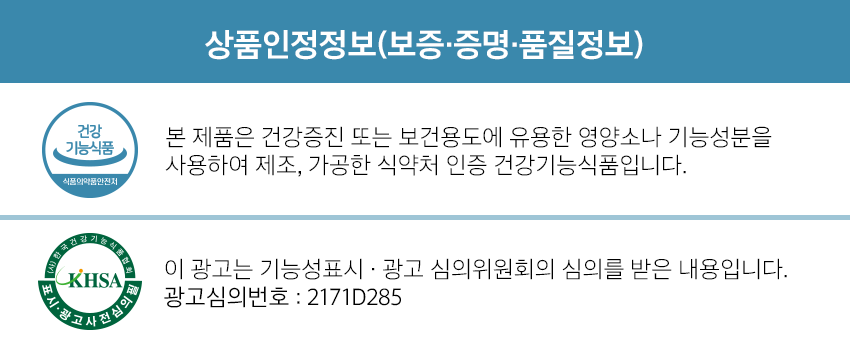 상품인정정보(보증·증명·품질정보)
건강
기능식품
식품의약품안전처
본 제품은 건강증진 또는 보건용도에 유용한 영양소나 기능성분을
사용하여 제조, 가공한 식약처 인증 건강기능식품입니다.
(사)한국건강기능식품협회
KHSA
표시·광고사전심의필
이 광고는 기능성표시 · 광고 심의위원회의 심의를 받은 내용입니다.
광고심의번호 : 2171D285